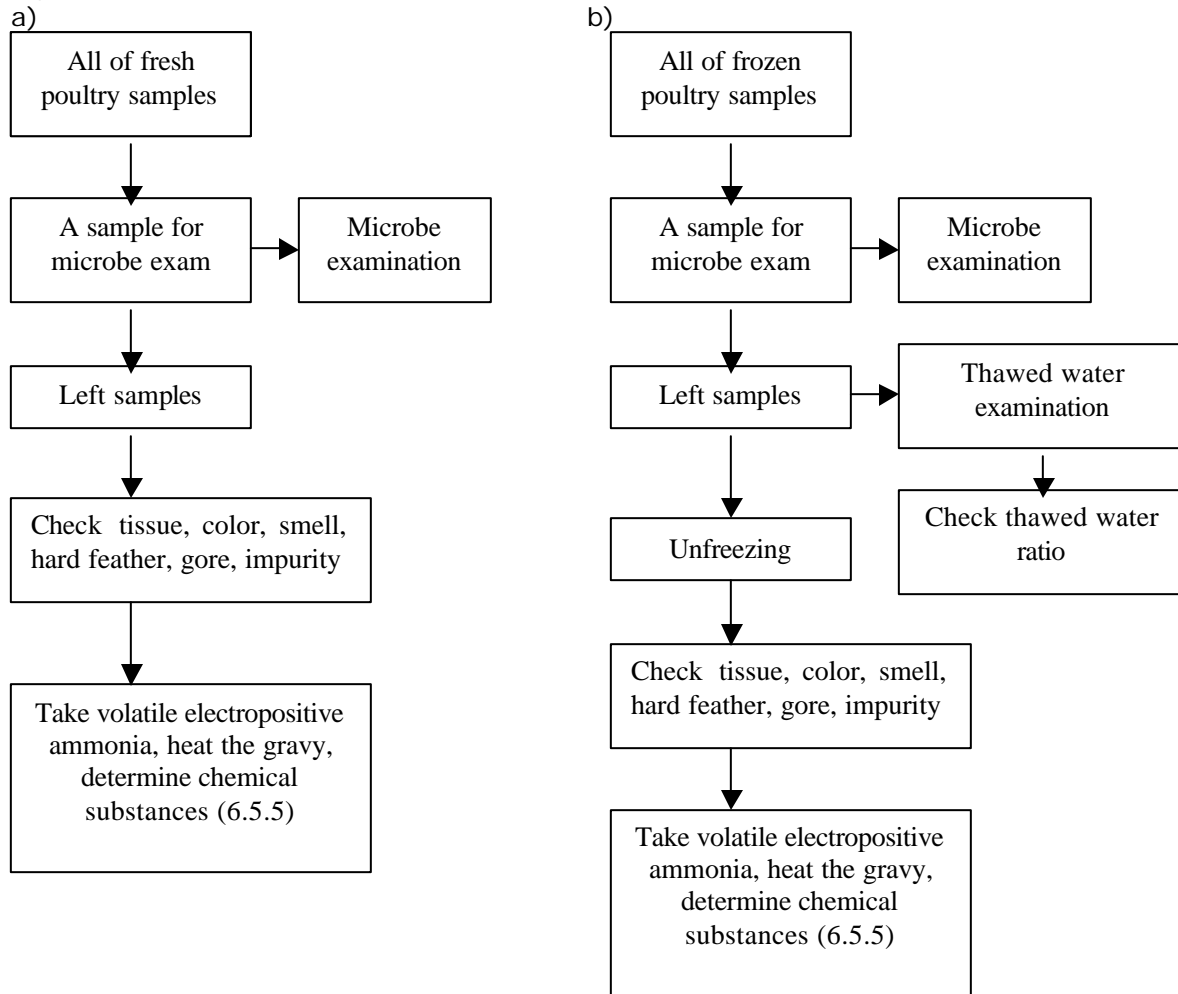 a)
All of fresh
poultry samples
A sample for
microbe exam
Microbe
examination
Left samples
Check tissue, color, smell,
hard feather, gore, impurity
Take volatile electropositive
ammonia, heat the gravy,
determine chemical
substances (6.5.5)
b)
All of frozen
poultry samples
A sample for
microbe exam
Microbe
examination
Left samples
Thawed water
examination
Check thawed water
ratio
Unfreezing
Check tissue, color, smell,
hard feather, gore, impurity
Take volatile electropositive
ammonia, heat the gravy,
determine chemical
substances (6.5.5)